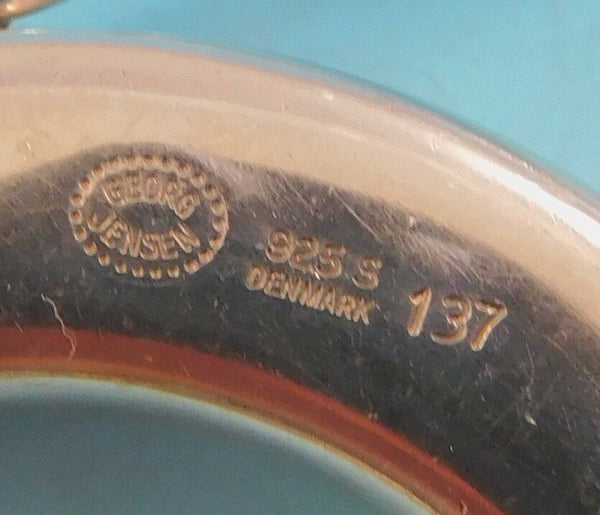 GEORG
JENSEN
925 S
DENMARK
137